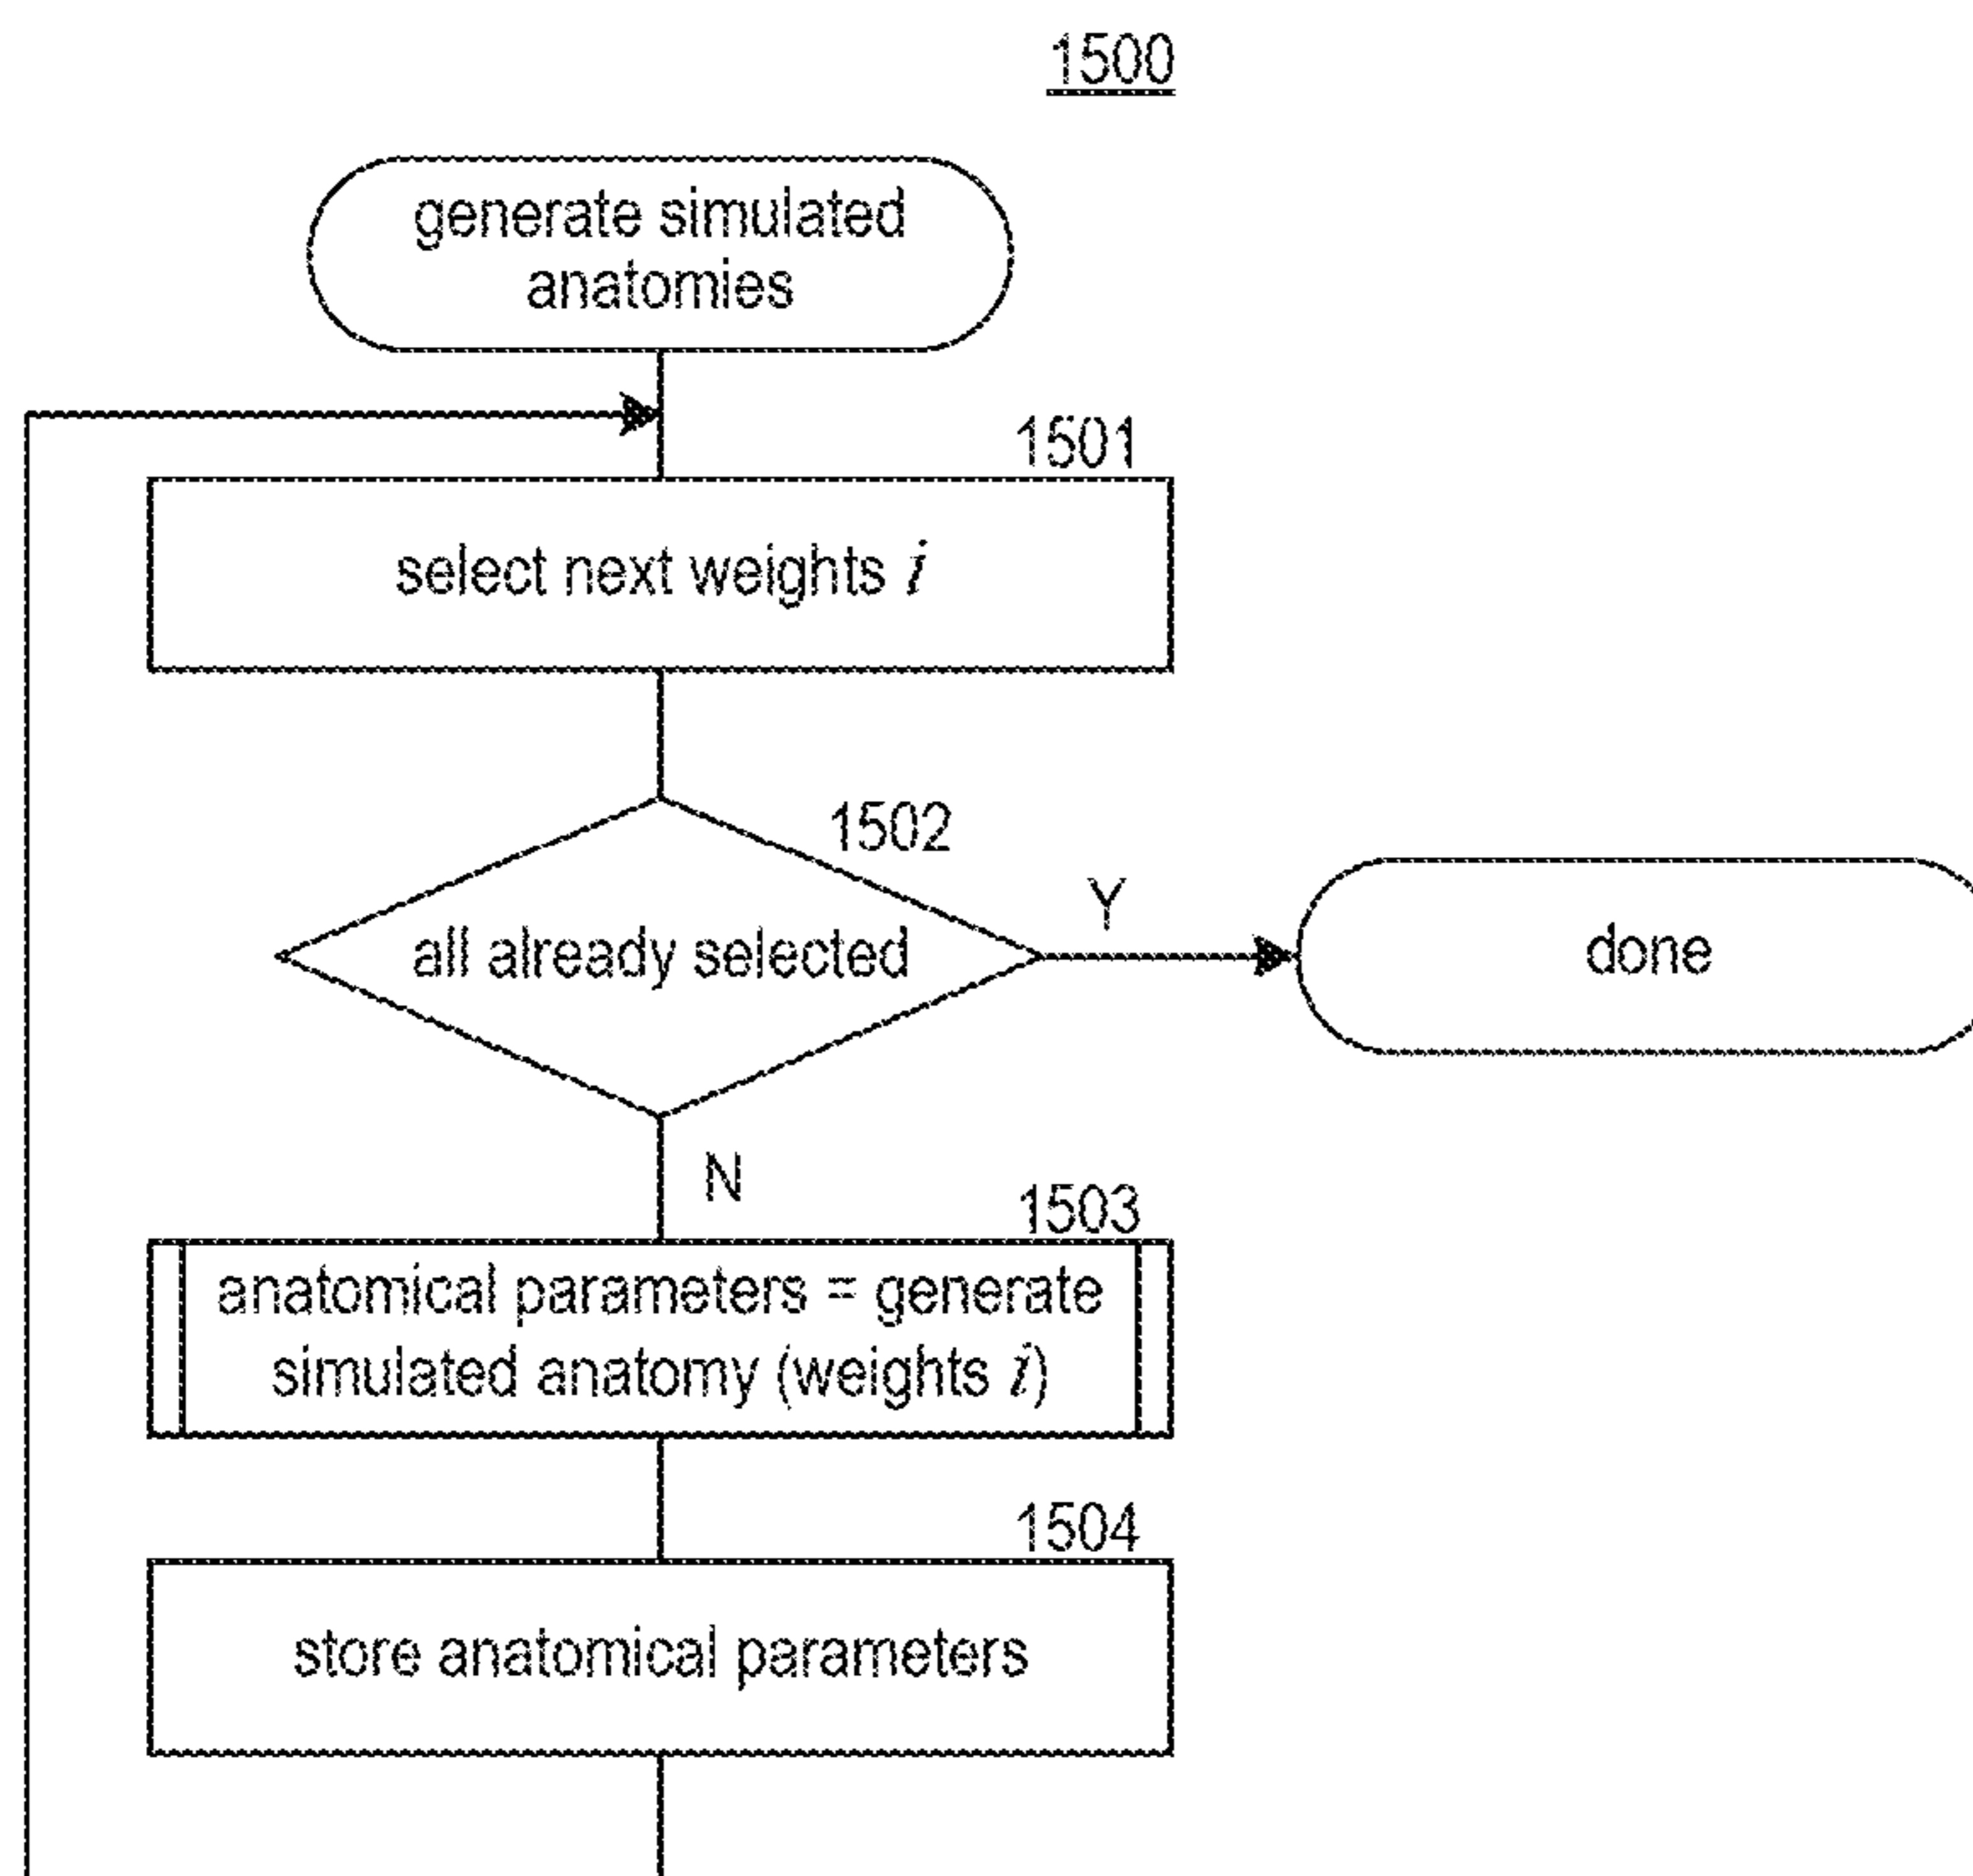 1500
generate simulated
anatomies
1501
select next weights i
1502
all already selected
Y
done
N
1503
anatomical parameters = generate
simulated anatomy (weights i)
1504
store anatomical parameters